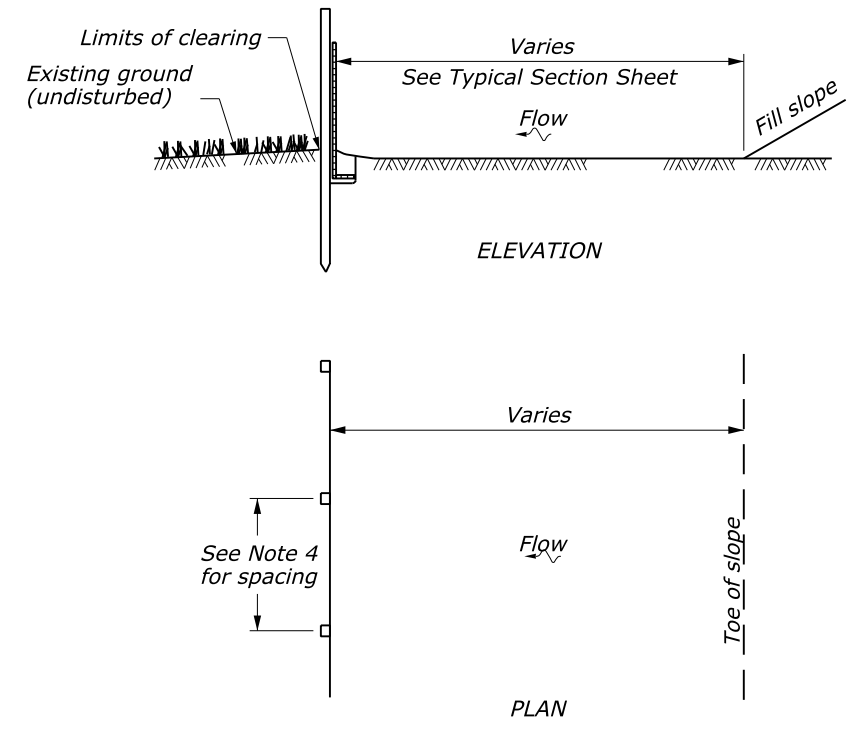 Limits of clearing
Existing ground
(undisturbed)
Varies
See Typical Section Sheet
Fill slope
Flow
ELEVATION
Varies
See Note 4
for spacing
Flow
Toe of slope
PLAN